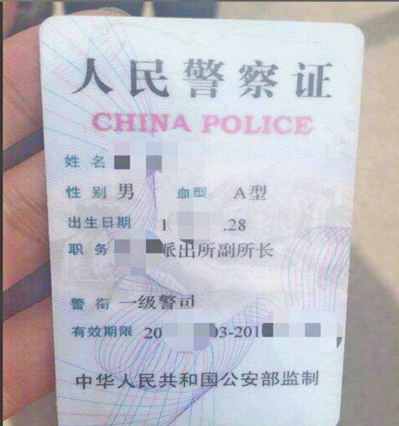 人民警察证
CHINA POLICE
姓名
性别 男 血型 A型
出生日期 1 .28
职务 派出所副所长
警衔 一级警司
有效期限 20 03-201
中华人民共和国公安部监制